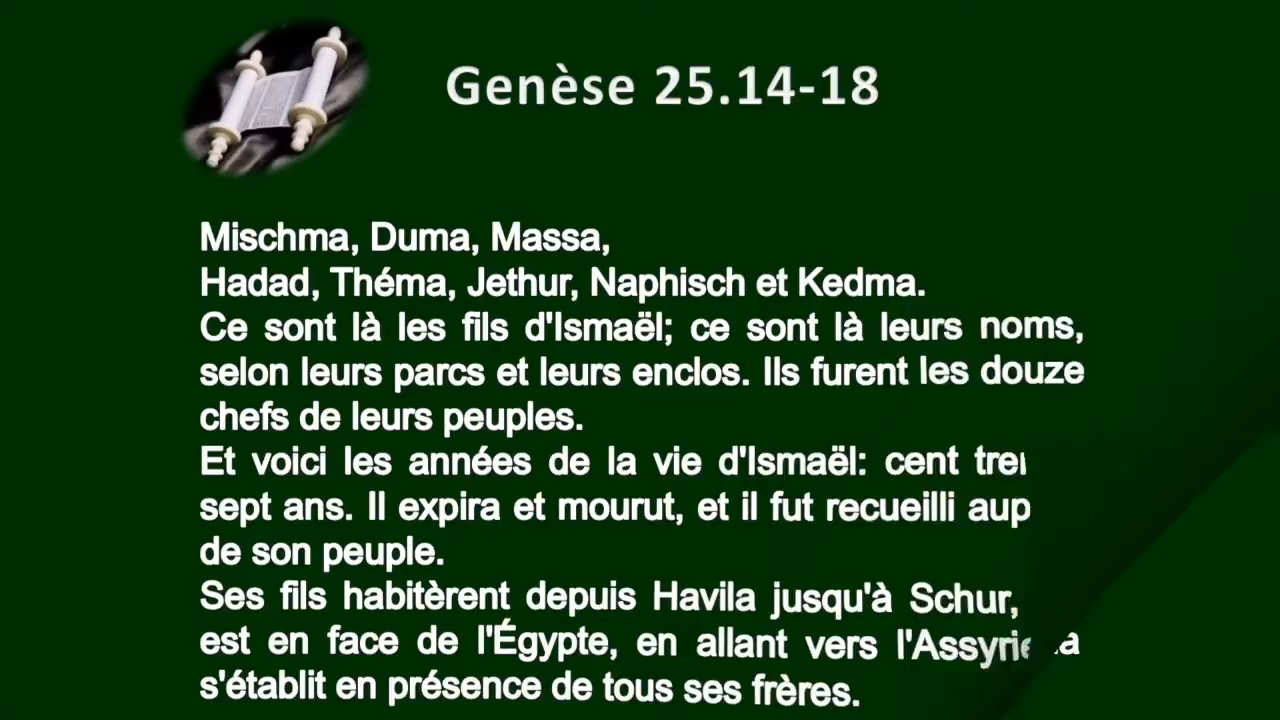 Genèse 25.14-18
Mischma, Duma, Massa,
Hadad, Théma, Jethur, Naphisch et Kedma.
Ce sont là les fils d'Ismaël; ce sont là leurs noms,
selon leurs parcs et leurs enclos. Ils furent les douze
chefs de leurs peuples.
Et voici les années de la vie d'Ismaël: cent
sept ans. Il expira et mourut, et il fut recueilli
de son peuple.
Ses fils habitèrent depuis Havila jusqu'à Schur,
est en face de l'Égypte, en allant vers
s'établit en présence de tous ses frères.